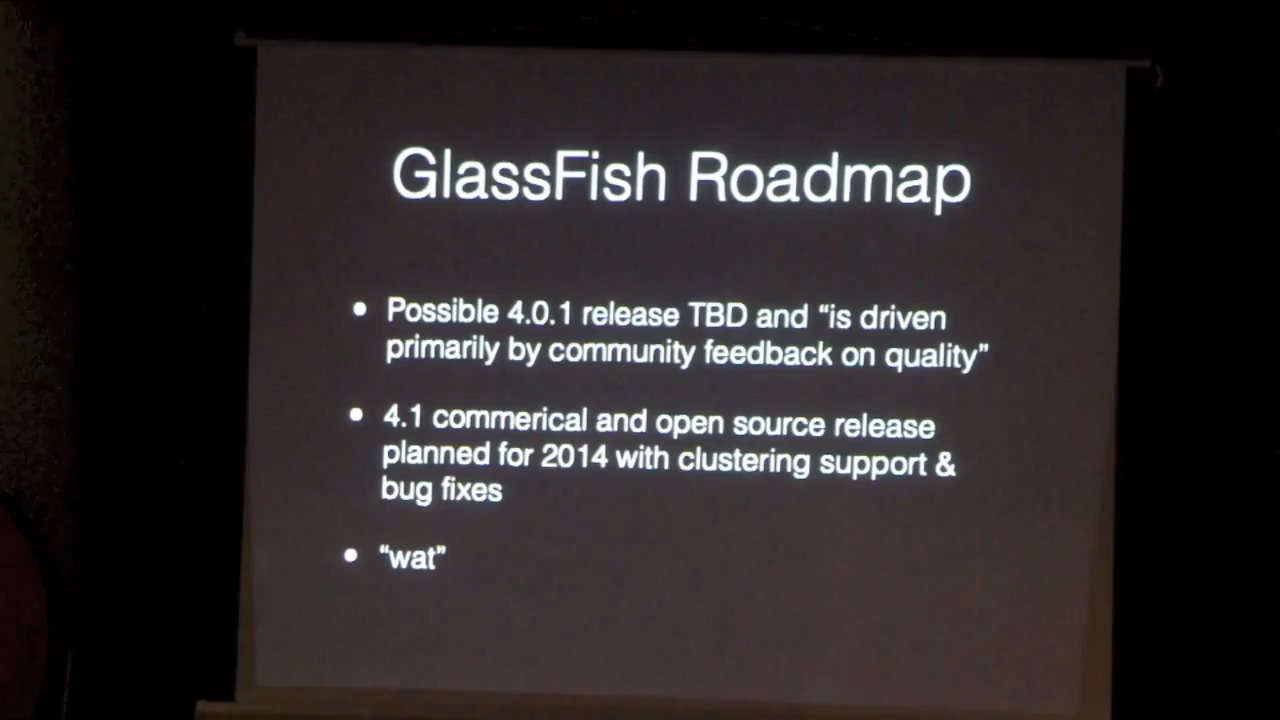 GlassFish Roadmap
• Possible 4.0.1 release TBD and “is driven
primarily by community feedback on quality”
• 4.1 commerical and open source release
planned for 2014 with clustering support &
bug fixes
• “wat”